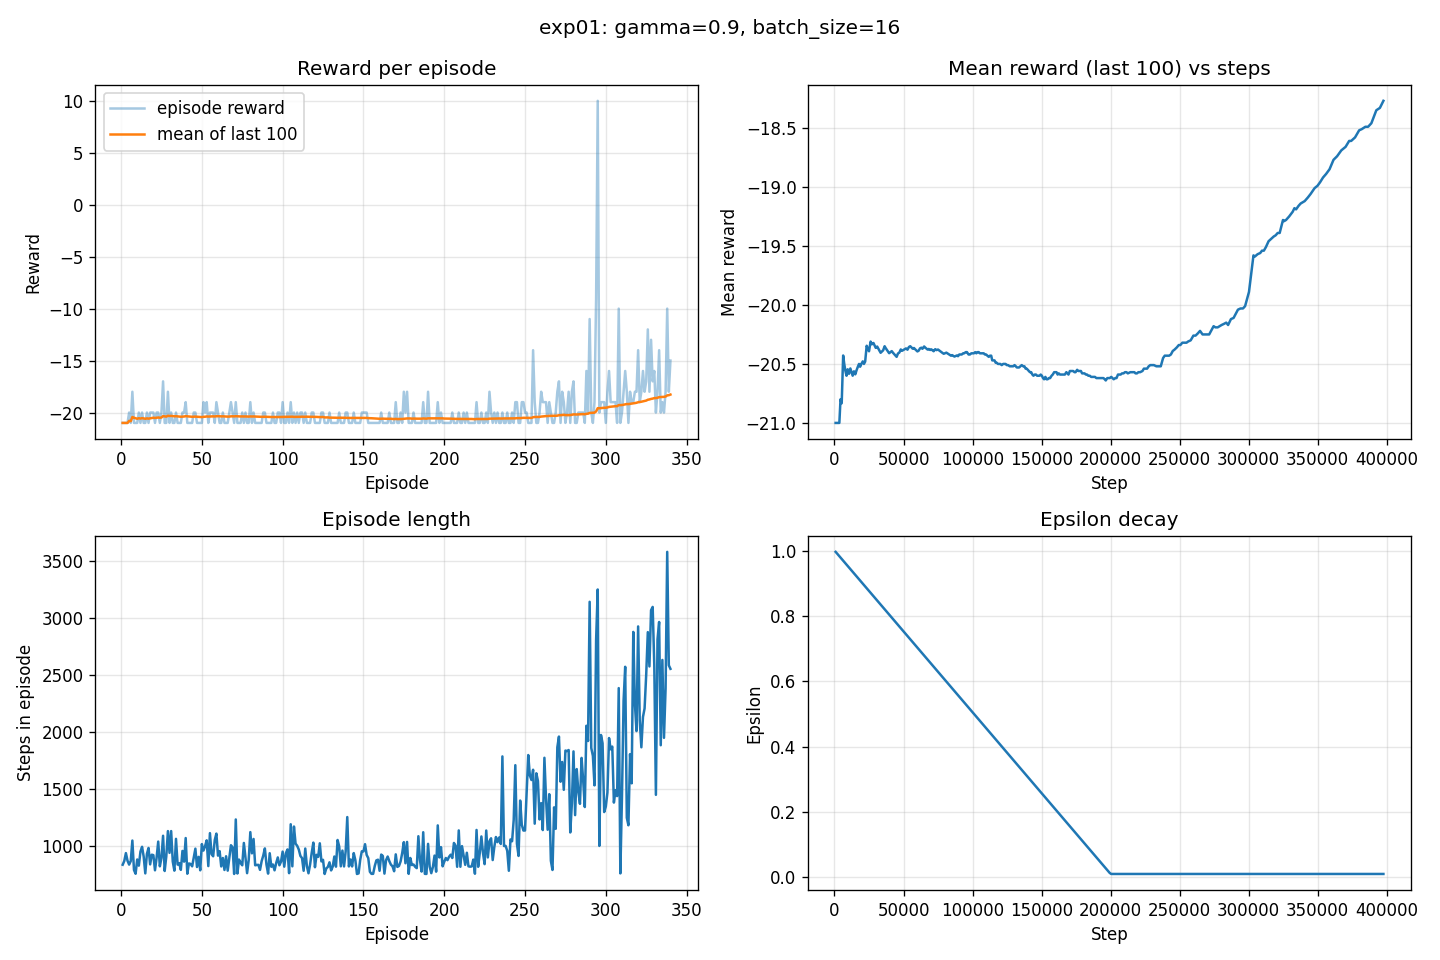 exp01: gamma=0.9, batch_size=16
Reward per episode
episode reward
mean of last 100
10
5
0
−5
−10
−15
−20
Reward
0 50 100 150 200 250 300 350
Episode
Mean reward (last 100) vs steps
−18.5
−19.0
−19.5
−20.0
−20.5
−21.0
Mean reward
0 50000 100000 150000 200000 250000 300000 350000 400000
Step
Episode length
3500
3000
2500
2000
1500
1000
Steps in episode
0 50 100 150 200 250 300 350
Episode
Epsilon decay
1.0
0.8
0.6
0.4
0.2
0.0
Epsilon
0 50000 100000 150000 200000 250000 300000 350000 400000
Step